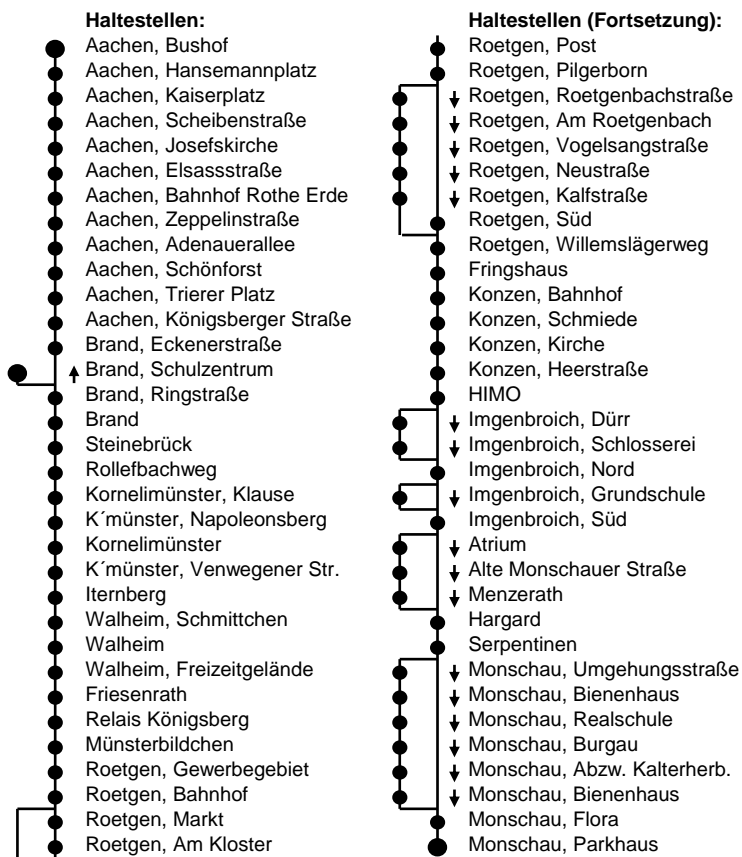 Haltestellen:
Aachen, Bushof
Aachen, Hansemannplatz
Aachen, Kaiserplatz
Aachen, Scheibenstraße
Aachen, Josefskirche
Aachen, Elsassstraße
Aachen, Bahnhof Rothe Erde
Aachen, Zeppelinstraße
Aachen, Adenauerallee
Aachen, Schönforst
Aachen, Trierer Platz
Aachen, Königsberger Straße
Brand, Eckenerstraße
Brand, Schulzentrum
Brand, Ringstraße
Brand
Steinebrück
Rollefbachweg
Kornelimünster, Klause
K´münster, Napoleonsberg
Kornelimünster
K´münster, Venwegener Str.
Iternberg
Walheim, Schmittchen
Walheim
Walheim, Freizeitgelände
Friesenrath
Relais Königsberg
Münsterbildchen
Roetgen, Gewerbegebiet
Roetgen, Bahnhof
Roetgen, Markt
Roetgen, Am Kloster
Haltestellen (Fortsetzung):
Roetgen, Post
Roetgen, Pilgerborn
Roetgen, Roetgenbachstraße
Roetgen, Am Roetgenbach
Roetgen, Vogelsangstraße
Roetgen, Neustraße
Roetgen, Kalfstraße
Roetgen, Süd
Roetgen, Willemslägerweg
Fringshaus
Konzen, Bahnhof
Konzen, Schmiede
Konzen, Kirche
Konzen, Heerstraße
HIMO
Imgenbroich, Dürr
Imgenbroich, Schlosserei
Imgenbroich, Nord
Imgenbroich, Grundschule
Imgenbroich, Süd
Atrium
Alte Monschauer Straße
Menzerath
Hargard
Serpentinen
Monschau, Umgehungsstraße
Monschau, Bienenhaus
Monschau, Realschule
Monschau, Burgau
Monschau, Abzw. Kalterherb.
Monschau, Bienenhaus
Monschau, Flora
Monschau, Parkhaus